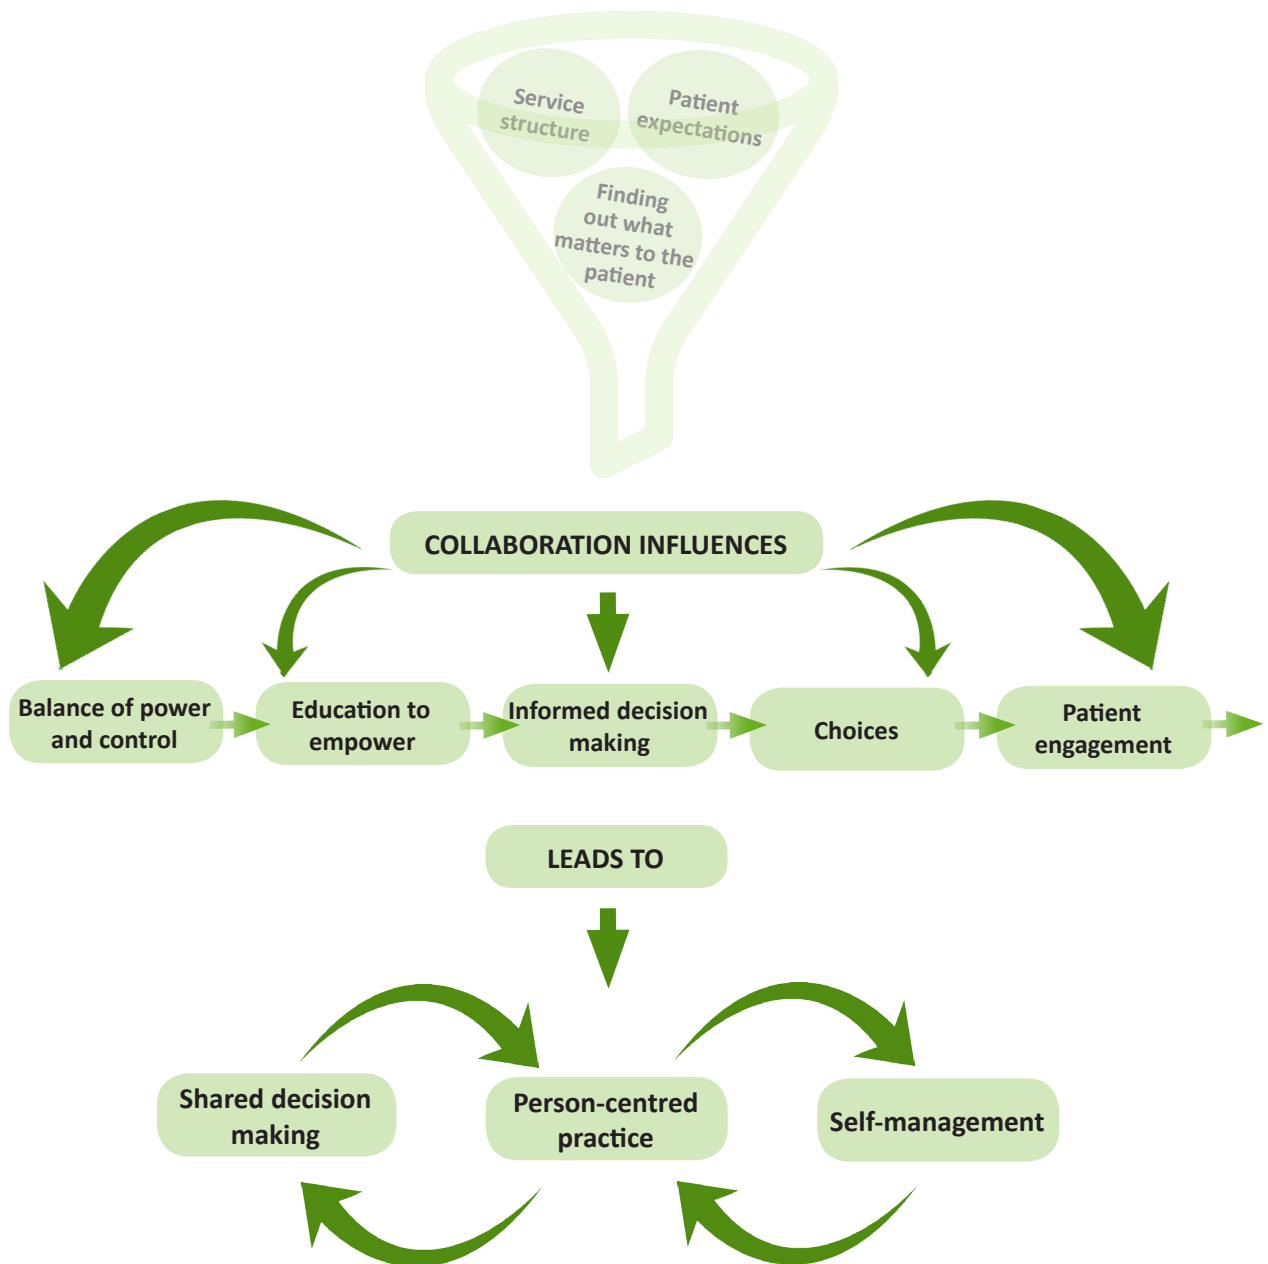 Service
structure
Patient
expectations
Finding
out what
matters to the
patient
COLLABORATION INFLUENCES
Balance of power
and control
Education to
empower
Informed decision
making
Choices
Patient
engagement
LEADS TO
Shared decision
making
Person-centred
practice
Self-management